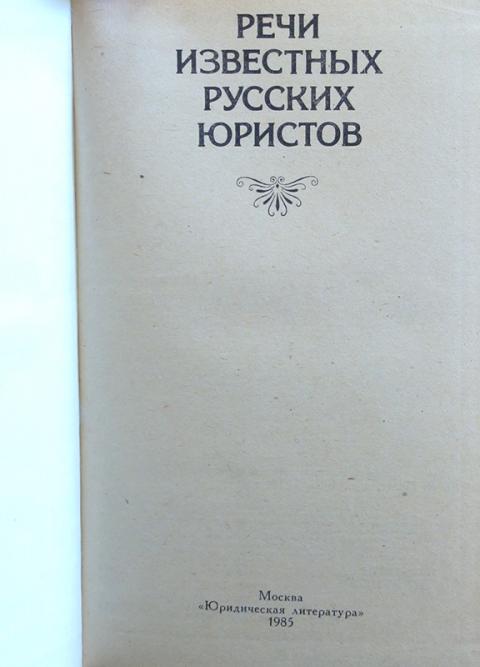 РЕЧИ
ИЗВЕСТНЫХ
РУССКИХ
ЮРИСТОВ
Москва
«Юридическая литература»
1985